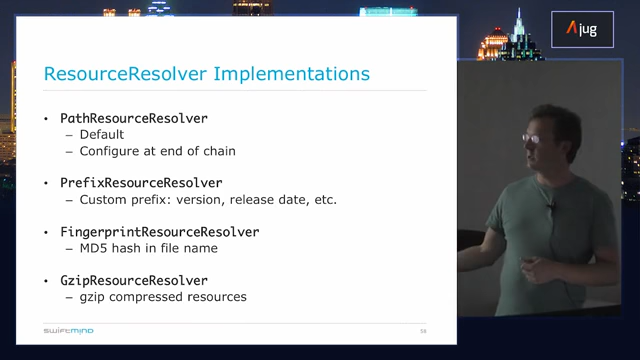 ResourceResolver Implementations
• PathResourceResolver
– Default
– Configure at end of chain
• PrefixResourceResolver
– Custom prefix: version, release date, etc.
• FingerprintResourceResolver
– MD5 hash in file name
• GzipResourceResolver
– gzip compressed resources
swiftmind
58
Ajug